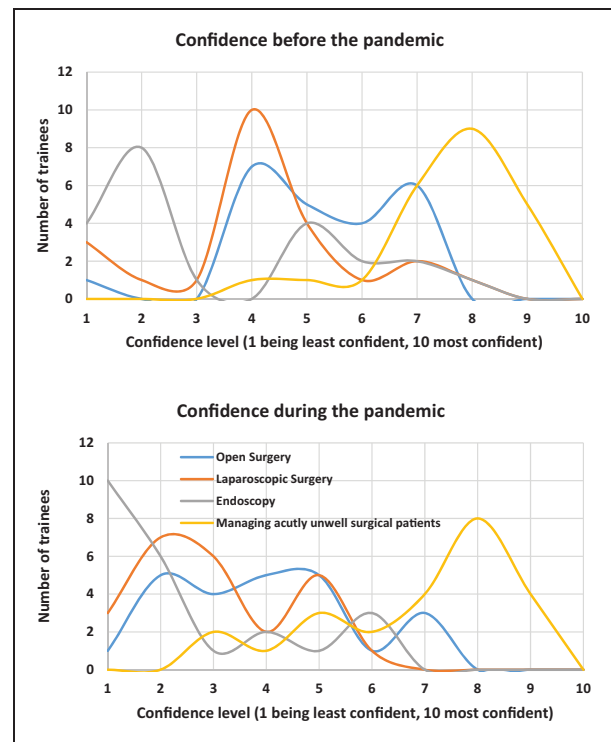 Confidence before the pandemic
12
10
8
6
4
2
0
Number of trainees
1 2 3 4 5 6 7 8 9 10
Confidence level (1 being least confident, 10 most confident)
Confidence during the pandemic
12
10
8
6
4
2
0
Number of trainees
Open Surgery
Laparoscopic Surgery
Endoscopy
Managing acutly unwell surgical patients
1 2 3 4 5 6 7 8 9 10
Confidence level (1 being least confident, 10 most confident)